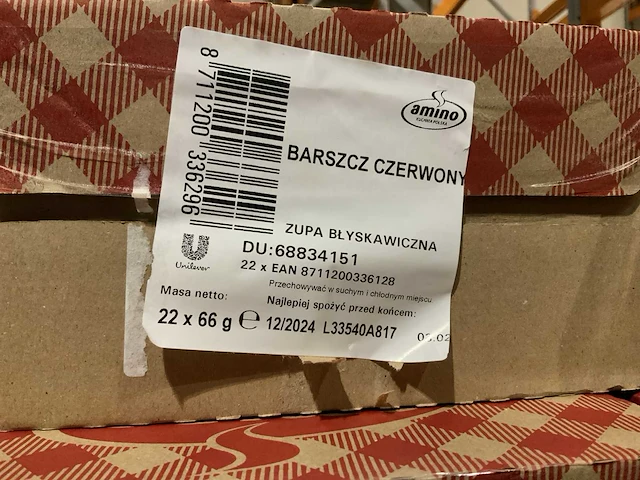 8 711200 336296
amino
KUCHNIA POLSKA
BARSZCZ CZERWONY
ZUPA BŁYSKAWICZNA
Unilever
DU:68834151
22 x EAN 8711200336128
Przechowywać w suchym i chłodnym miejscu
Masa netto:
Najlepiej spożyć przed końcem:
22 x 66 g ℮ 12/2024 L33540A817